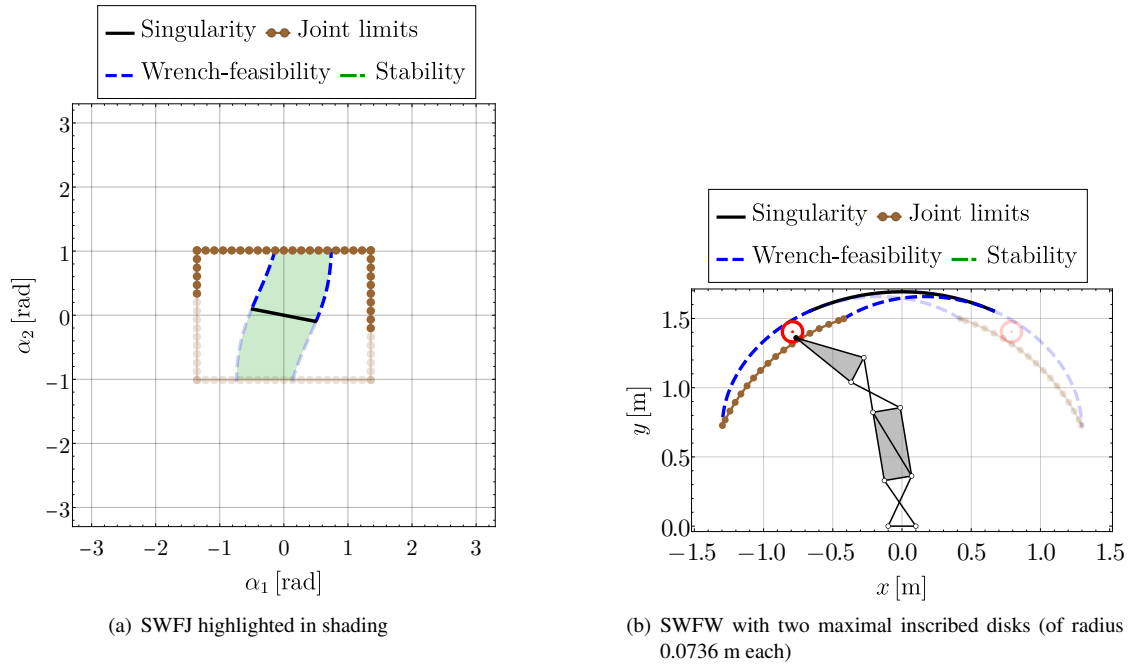 Singularity Joint limits
Wrench-feasibility Stability
3
2
1
0
−1
−2
−3
α2 [rad]
−3 −2 −1 0 1 2 3
α1 [rad]
(a) SWFJ highlighted in shading
Singularity Joint limits
Wrench-feasibility Stability
1.5
1.0
0.5
0.0
y [m]
−1.5 −1.0 −0.5 0.0 0.5 1.0 1.5
x [m]
(b) SWFW with two maximal inscribed disks (of radius
0.0736 m each)